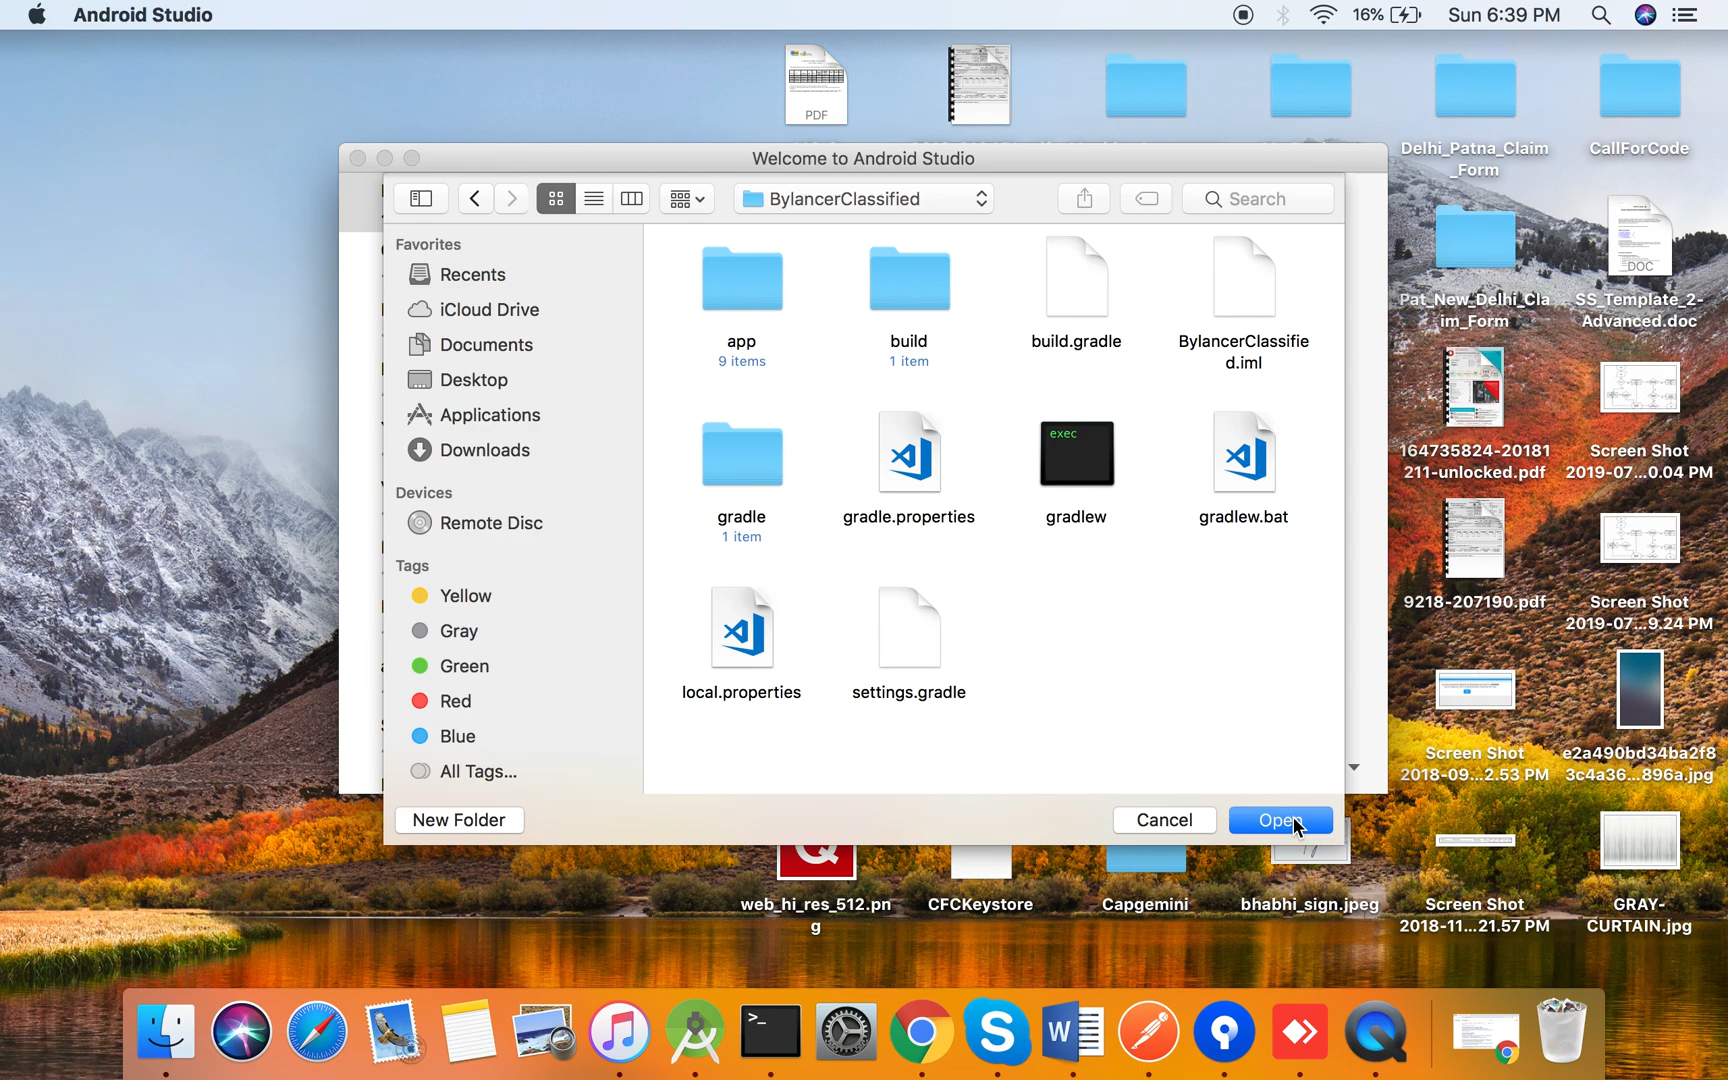 Android Studio
16%
Sun 6:39 PM
PDF
Delhi_Patna_Claim
_Form
CallForCode
Welcome to Android Studio
BylancerClassified
Search
Favorites
Recents
iCloud Drive
Documents
Desktop
Applications
Downloads
Devices
Remote Disc
Tags
Yellow
Gray
Green
Red
Blue
All Tags...
app
9 items
build
1 item
build.gradle
BylancerClassifie
d.iml
gradle
1 item
gradle.properties
exec
gradlew
gradlew.bat
local.properties
settings.gradle
New Folder
Cancel
Open
Pat_New_Delhi_Cla
im_Form
DOC
SS_Template_2-
Advanced.doc
164735824-20181
211-unlocked.pdf
Screen Shot
2019-07...0.04 PM
9218-207190.pdf
Screen Shot
2019-07...9.24 PM
Screen Shot
2018-09...2.53 PM
e2a490bd34ba2f8
3c4a36...896a.jpg
web_hi_res_512.pn
g
CFCKeystore
Capgemini
bhabhi_sign.jpeg
Screen Shot
2018-11...21.57 PM
GRAY-
CURTAIN.jpg